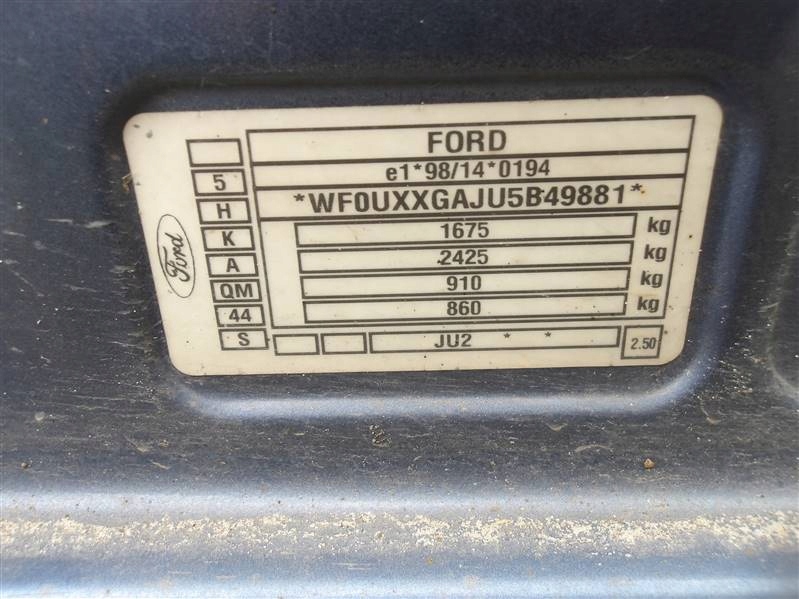 FORD
e1*98/14*0194
*WF0UXXGAJU5B49881*
1675 kg
2425 kg
910 kg
860 kg
5
H
K
A
QM
44
S
JU2 * *
2.50
Ford